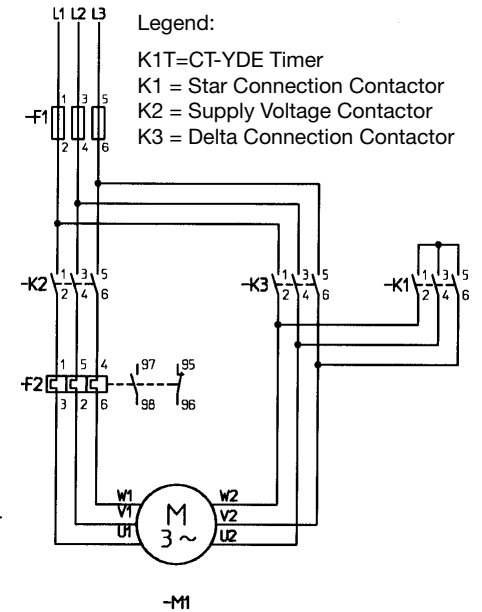 L1 L2 L3
Legend:
K1T=CT-YDE Timer
K1 = Star Connection Contactor
K2 = Supply Voltage Contactor
K3 = Delta Connection Contactor
-F1 1 3 5
2 4 6
-K2 1 3 5
2 4 6
-K3 1 3 5
2 4 6
-K1 1 3 5
2 4 6
-F2 1 5 4
3 2 6
97 95
98 96
W1 W2
V1 V2
U1 U2
M
3 ~
-M1